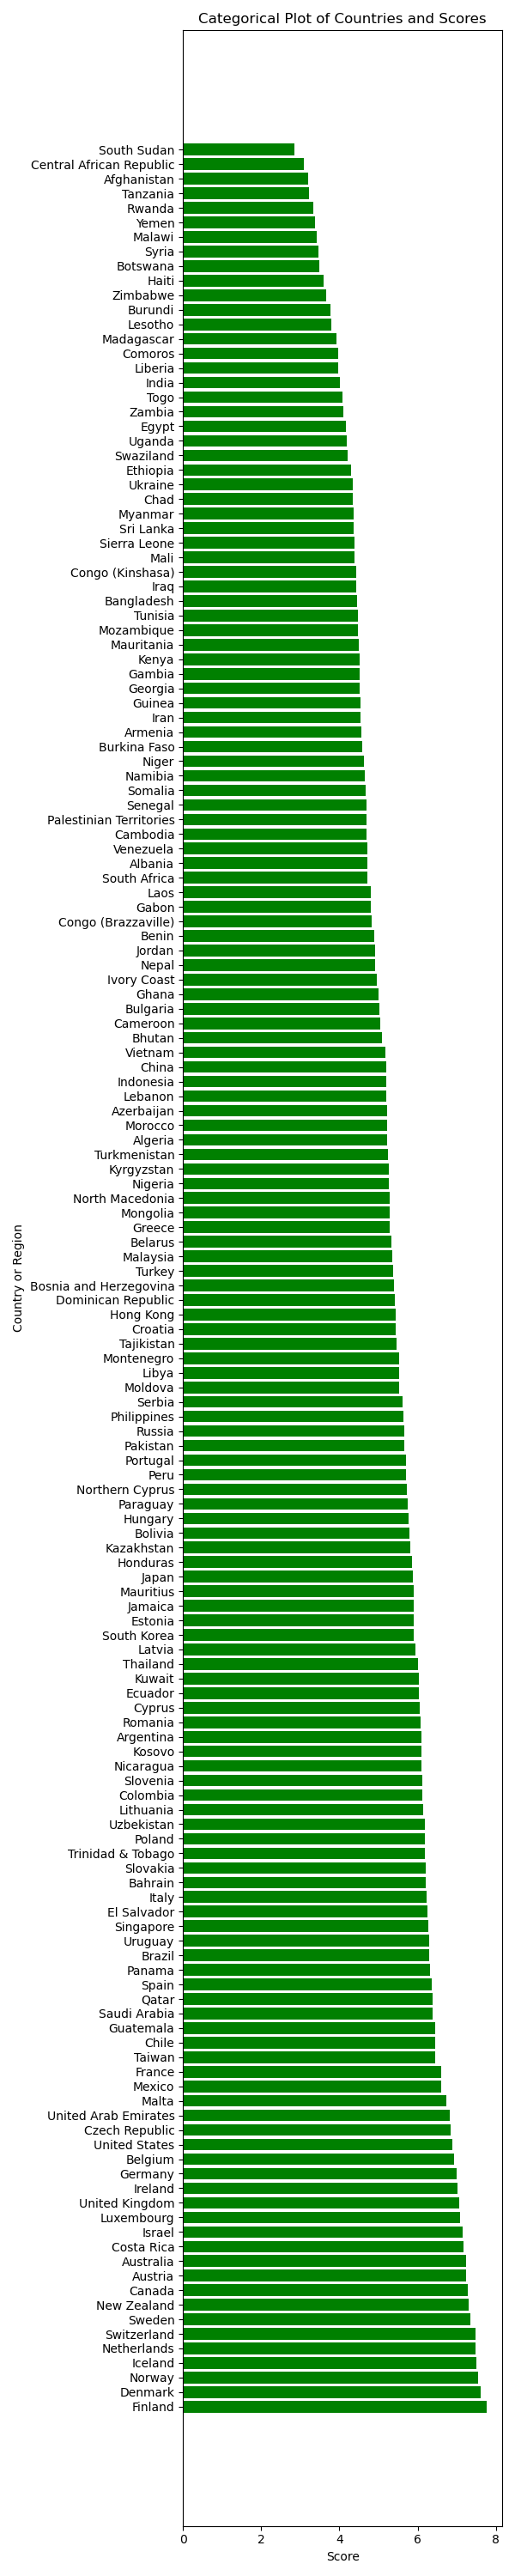 Categorical Plot of Countries and Scores
South Sudan
Central African Republic
Afghanistan
Tanzania
Rwanda
Yemen
Malawi
Syria
Botswana
Haiti
Zimbabwe
Burundi
Lesotho
Madagascar
Comoros
Liberia
India
Togo
Zambia
Egypt
Uganda
Swaziland
Ethiopia
Ukraine
Chad
Myanmar
Sri Lanka
Sierra Leone
Mali
Congo (Kinshasa)
Iraq
Bangladesh
Tunisia
Mozambique
Mauritania
Kenya
Gambia
Georgia
Guinea
Iran
Armenia
Burkina Faso
Niger
Namibia
Somalia
Senegal
Palestinian Territories
Cambodia
Venezuela
Albania
South Africa
Laos
Gabon
Congo (Brazzaville)
Benin
Jordan
Nepal
Ivory Coast
Ghana
Bulgaria
Cameroon
Bhutan
Vietnam
China
Indonesia
Lebanon
Azerbaijan
Morocco
Algeria
Turkmenistan
Kyrgyzstan
Nigeria
North Macedonia
Mongolia
Greece
Belarus
Malaysia
Turkey
Bosnia and Herzegovina
Dominican Republic
Hong Kong
Croatia
Tajikistan
Montenegro
Libya
Moldova
Serbia
Philippines
Russia
Pakistan
Portugal
Peru
Northern Cyprus
Paraguay
Hungary
Bolivia
Kazakhstan
Honduras
Japan
Mauritius
Jamaica
Estonia
South Korea
Latvia
Thailand
Kuwait
Ecuador
Cyprus
Romania
Argentina
Kosovo
Nicaragua
Slovenia
Colombia
Lithuania
Uzbekistan
Poland
Trinidad & Tobago
Slovakia
Bahrain
Italy
El Salvador
Singapore
Uruguay
Brazil
Panama
Spain
Qatar
Saudi Arabia
Guatemala
Chile
Taiwan
France
Mexico
Malta
United Arab Emirates
Czech Republic
United States
Belgium
Germany
Ireland
United Kingdom
Luxembourg
Israel
Costa Rica
Australia
Austria
Canada
New Zealand
Sweden
Switzerland
Netherlands
Iceland
Norway
Denmark
Finland
Country or Region
0 2 4 6 8
Score